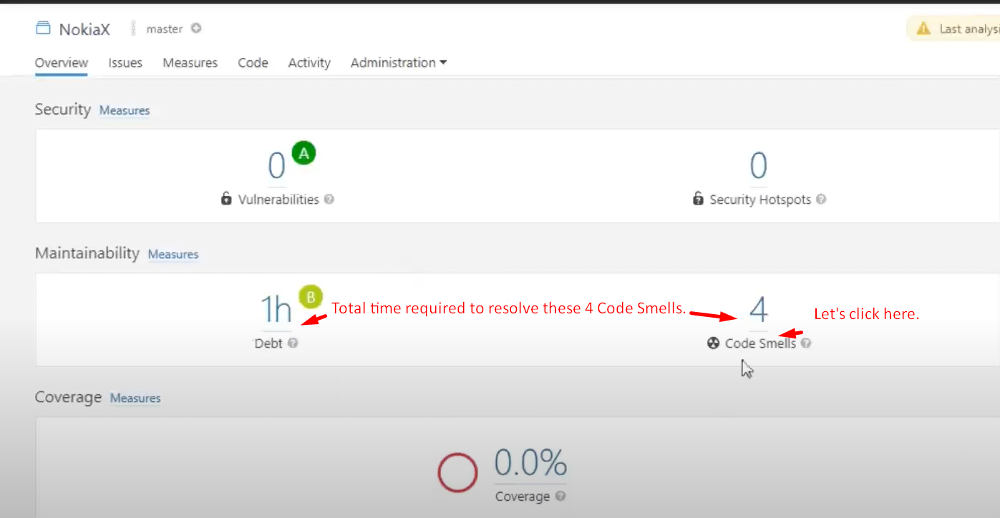 NokiaX master
Last analysi
Overview Issues Measures Code Activity Administration
Security Measures
0 A 0
Vulnerabilities ? Security Hotspots ?
Maintainability Measures
1h B Total time required to resolve these 4 Code Smells. 4 Let's click here.
Debt ? Code Smells ?
Coverage Measures
0.0%
Coverage ?